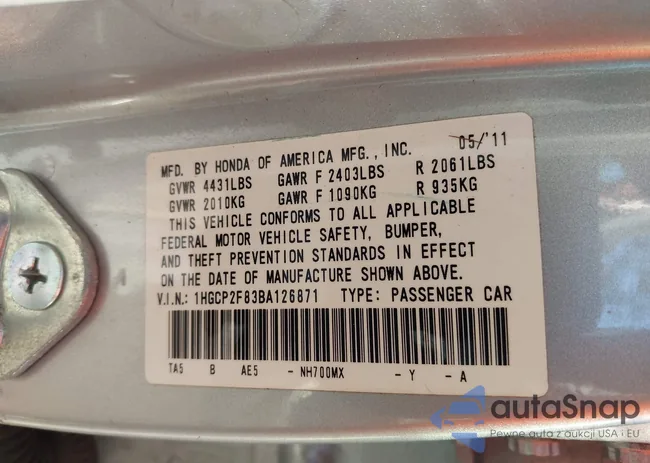 MFD. BY HONDA OF AMERICA MFG., INC. 05/'11
GVWR 4431LBS GAWR F 2403LBS R 2061LBS
GVWR 2010KG GAWR F 1090KG R 935KG
THIS VEHICLE CONFORMS TO ALL APPLICABLE
FEDERAL MOTOR VEHICLE SAFETY, BUMPER,
AND THEFT PREVENTION STANDARDS IN EFFECT
ON THE DATE OF MANUFACTURE SHOWN ABOVE.
V.I.N.: 1HGCP2F83BA126871 TYPE: PASSENGER CAR
TA5 B AE5 - NH700MX - Y - A
autaSnap
Pewne auta z aukcji USA i EU